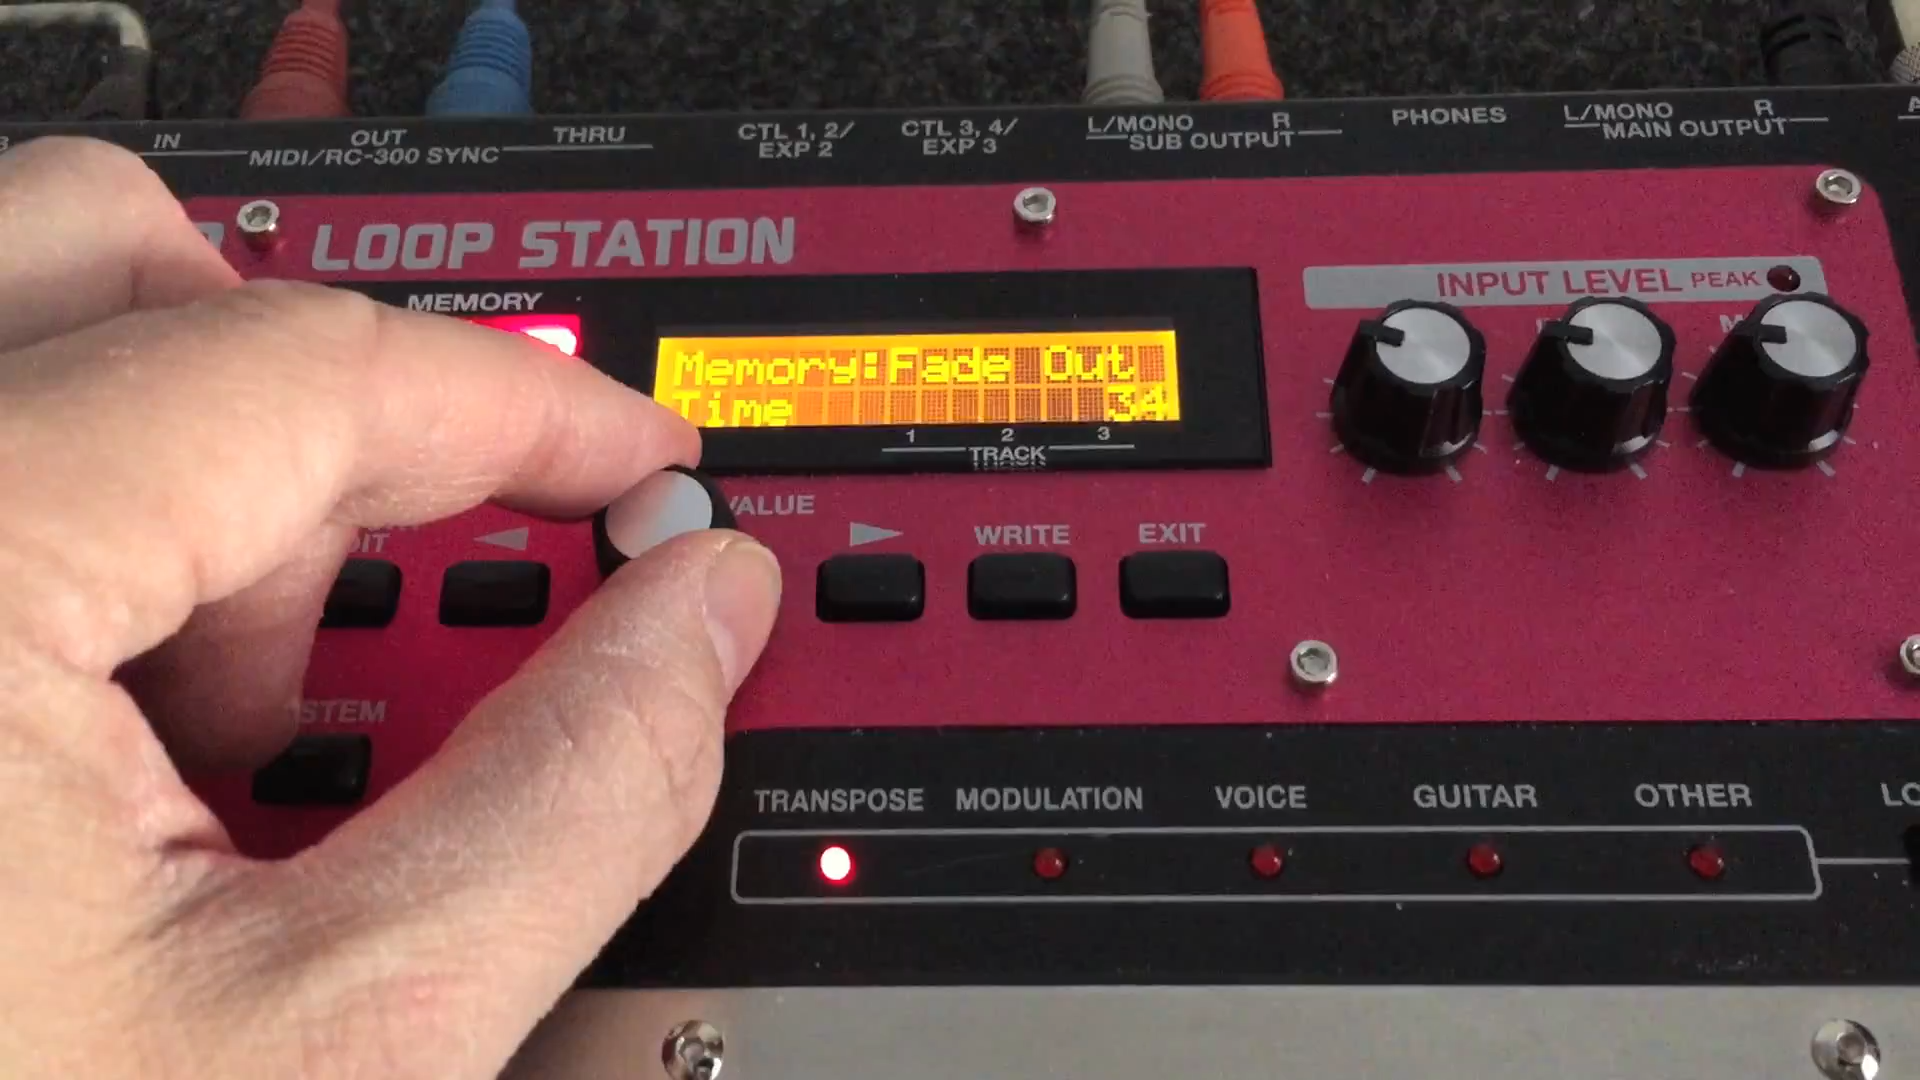 IN
OUT
THRU
MIDI/RC-300 SYNC
CTL 1, 2/
EXP 2
CTL 3, 4/
EXP 3
L/MONO R
SUB OUTPUT
PHONES
L/MONO R
MAIN OUTPUT
LOOP STATION
MEMORY
INPUT LEVEL PEAK
Memory:Fade Out
Time 34
1 2 3
TRACK
VALUE
WRITE
EXIT
TRANSPOSE
MODULATION
VOICE
GUITAR
OTHER